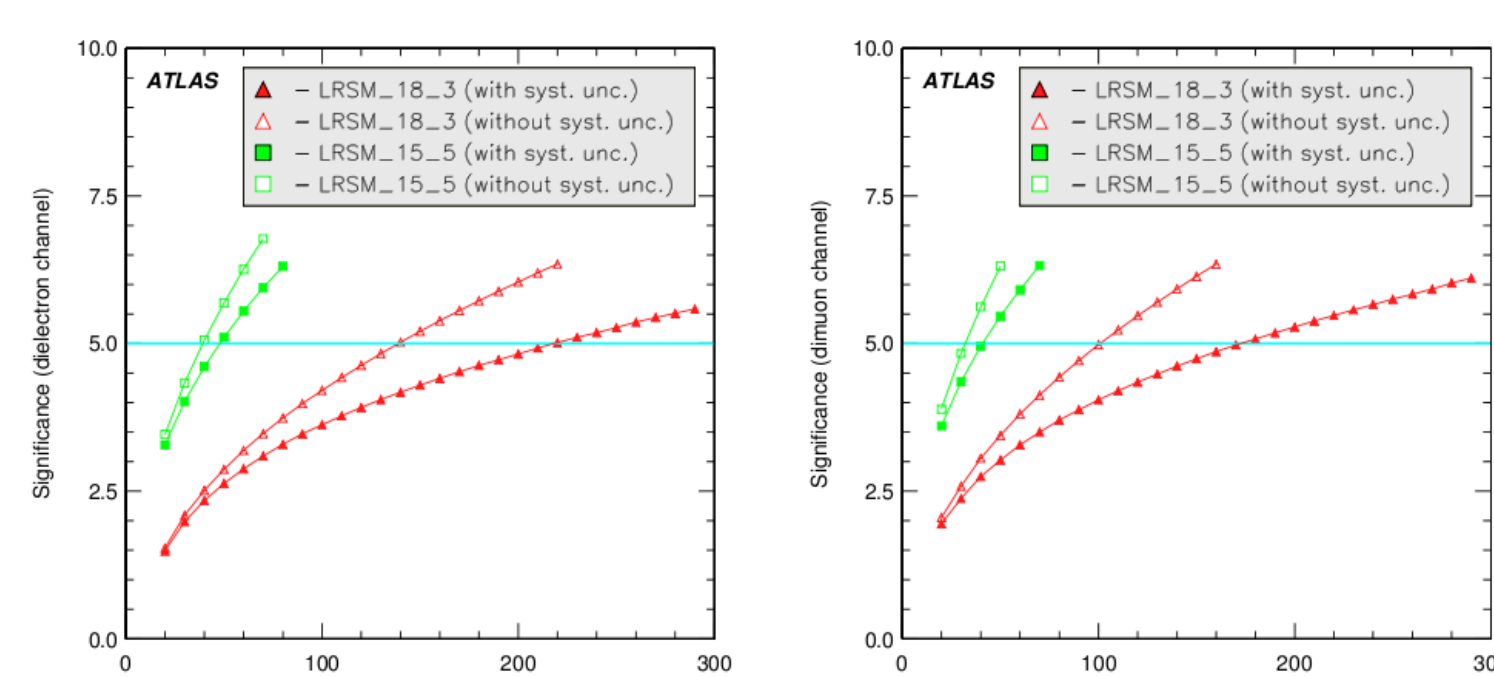 10.0
7.5
5.0
2.5
0.0
0
100
200
300
Significance (dielectron channel)
ATLAS
– LRSM_18_3 (with syst. unc.)
– LRSM_18_3 (without syst. unc.)
– LRSM_15_5 (with syst. unc.)
– LRSM_15_5 (without syst. unc.)
10.0
7.5
5.0
2.5
0.0
0
100
200
30
Significance (dimuon channel)
ATLAS
– LRSM_18_3 (with syst. unc.)
– LRSM_18_3 (without syst. unc.)
– LRSM_15_5 (with syst. unc.)
– LRSM_15_5 (without syst. unc.)